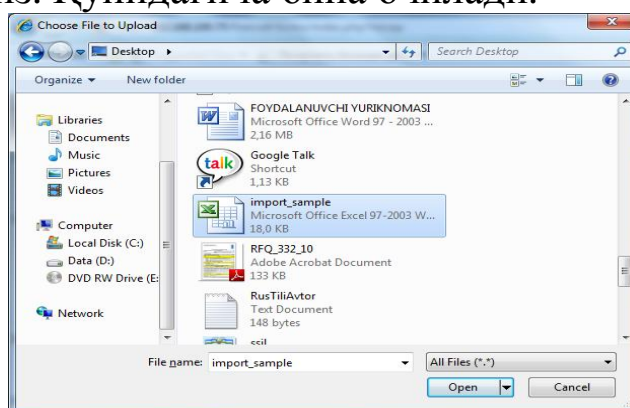 Choose File to Upload
Desktop
Search Desktop
Organize
New folder
Libraries
Documents
Music
Pictures
Videos
Computer
Local Disk (C:)
Data (D:)
DVD RW Drive (E:
Network
FOYDALANUVCHI YURIKNOMASI
Microsoft Office Word 97 - 2003 ...
2,16 MB
talk
Google Talk
Shortcut
1,13 KB
import_sample
Microsoft Office Excel 97-2003 W...
18,0 KB
RFQ_332_10
Adobe Acrobat Document
133 KB
RusTiliAvtor
Text Document
148 bytes
File name: import_sample
All Files (*.*)
Open
Cancel